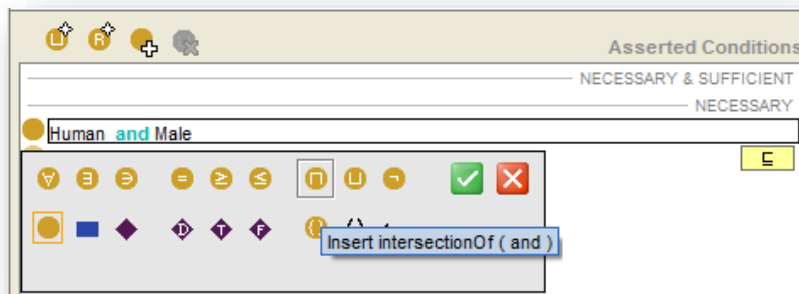 Asserted Conditions
NECESSARY & SUFFICIENT
NECESSARY
Human and Male
⊑
∀ ∃ ∋ = ≥ ≤ ⊓ ⊔ ¬
D T F { }
Insert intersectionOf ( and )